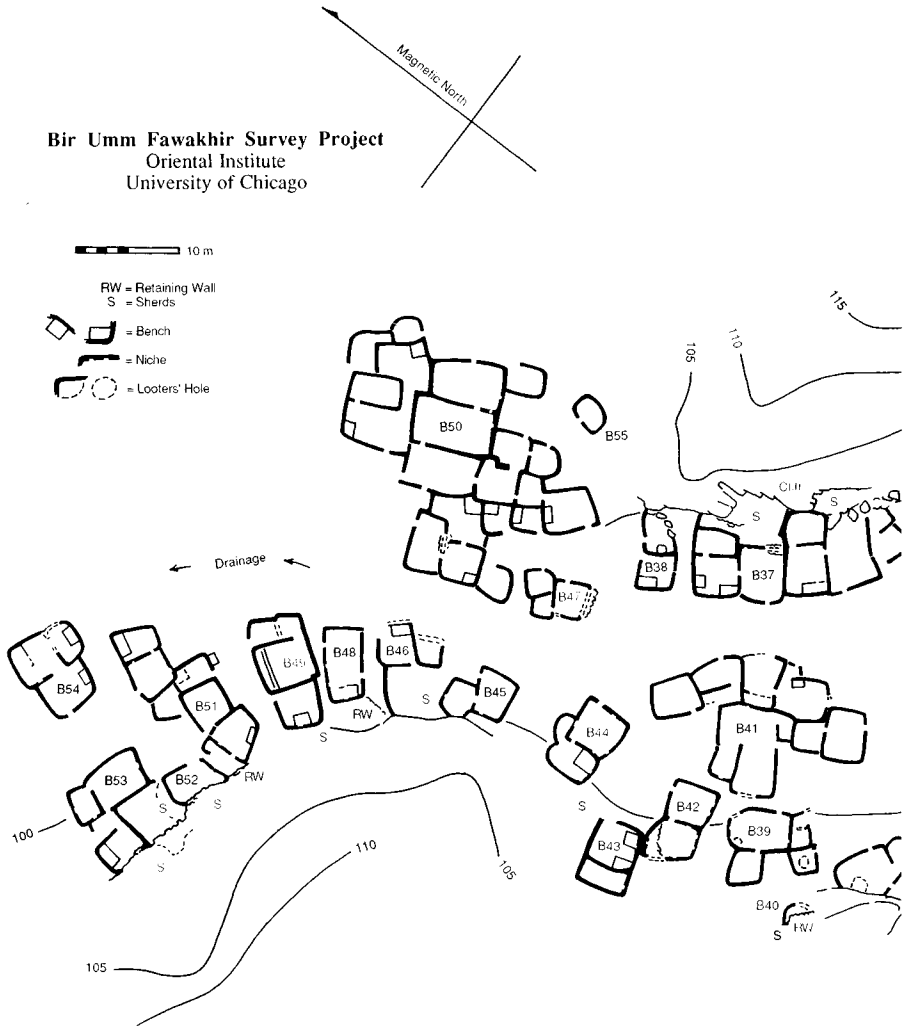 Magnetic North
Bir Umm Fawakhir Survey Project
Oriental Institute
University of Chicago
10 m
RW = Retaining Wall
S = Sherds
= Bench
= Niche
= Looters' Hole
115
110
105
B50
B55
Cliff
S
S
Drainage
B38
B37
B47
B54
B51
B49
B48
B46
S
B45
RW
S
B44
B41
B53
B52
RW
S
S
S
100
110
105
105
S
B42
B43
B39
B40
S
RW